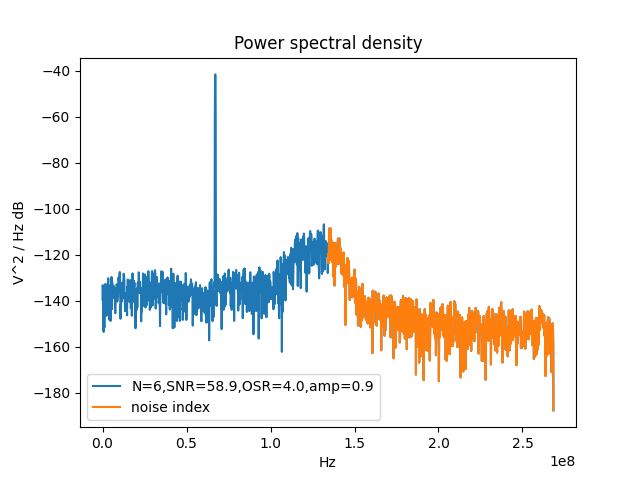 Power spectral density
V^2 / Hz dB
−40
−60
−80
−100
−120
−140
−160
−180
N=6,SNR=58.9,OSR=4.0,amp=0.9
noise index
0.0 0.5 1.0 1.5 2.0 2.5
Hz
1e8